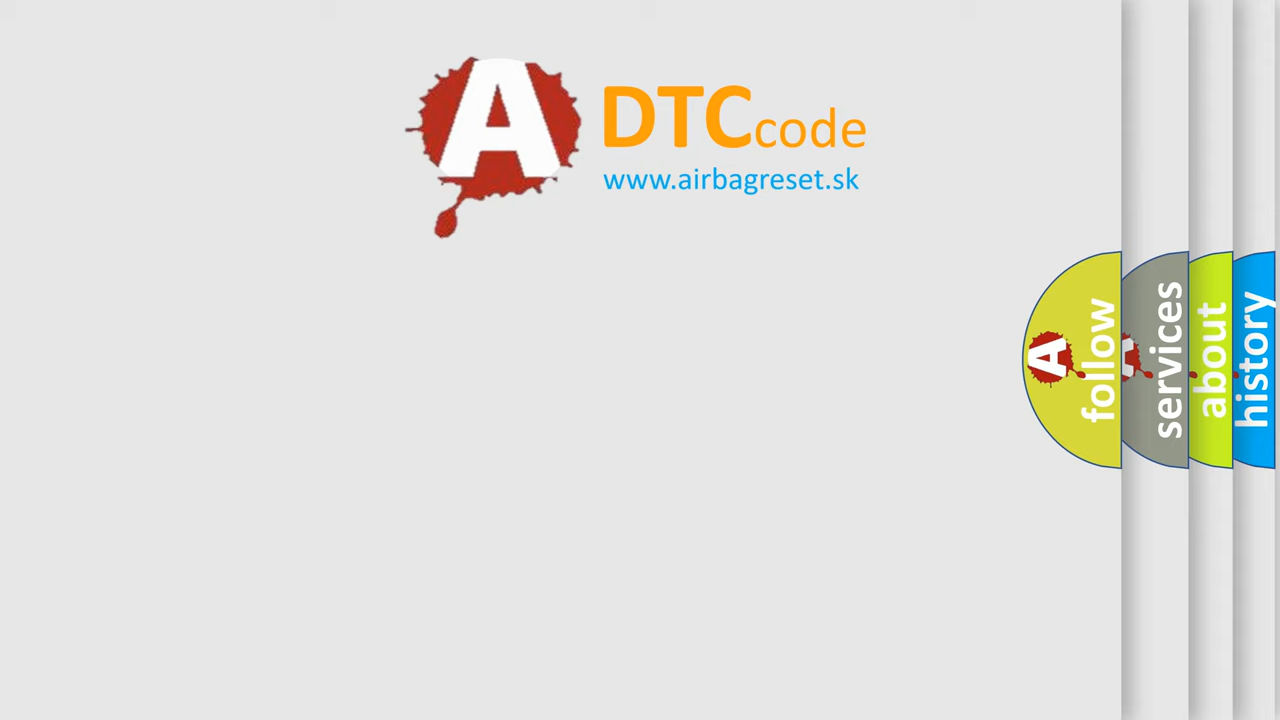 A
DTCcode
www.airbagreset.sk
A follow
services
about
history